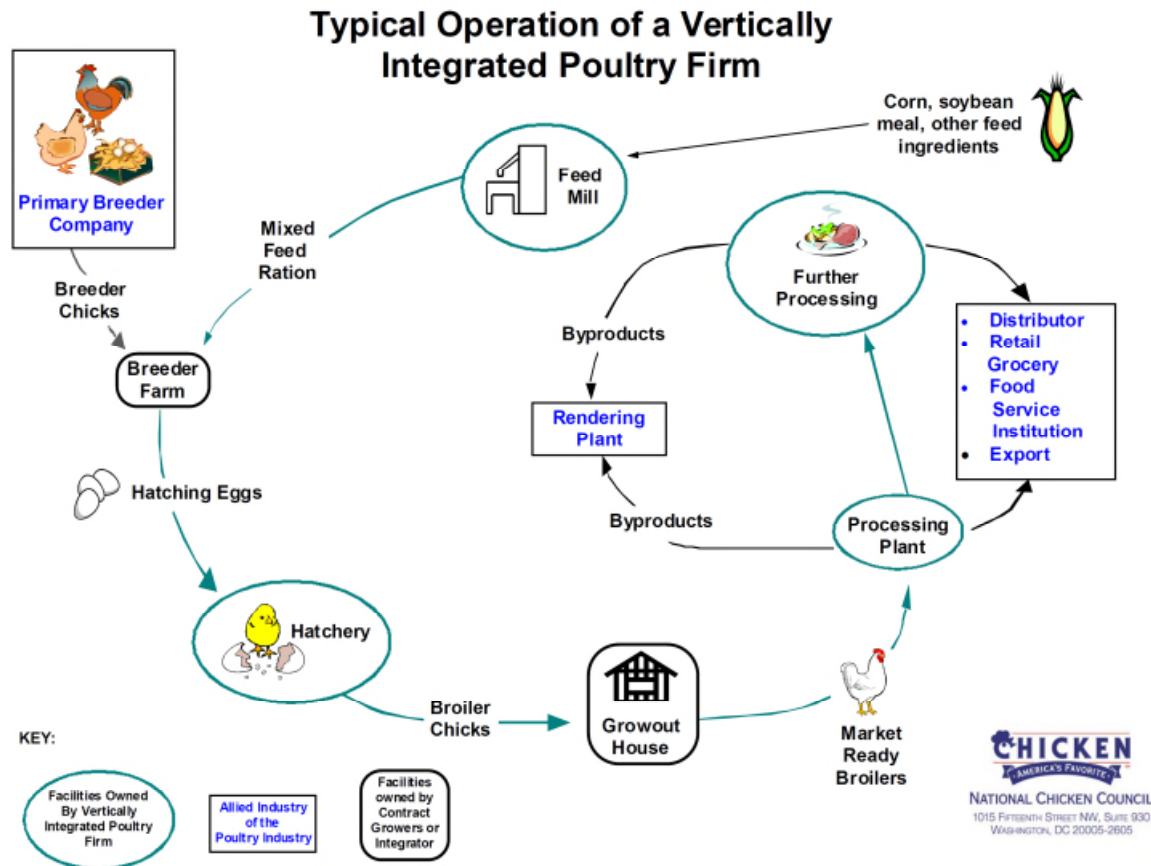 Typical Operation of a Vertically
Integrated Poultry Firm
Primary Breeder
Company
Breeder
Chicks
Mixed
Feed
Ration
Feed
Mill
Corn, soybean
meal, other feed
ingredients
Breeder
Farm
Hatching Eggs
Hatchery
Broiler
Chicks
Growout
House
Market
Ready
Broilers
Processing
Plant
Further
Processing
Byproducts
Rendering
Plant
Byproducts
• Distributor
• Retail
Grocery
• Food
Service
Institution
• Export
KEY:
Facilities Owned
By Vertically
Integrated Poultry
Firm
Allied Industry
of the
Poultry Industry
Facilities
owned by
Contract
Growers or
Integrator
CHICKEN
·AMERICA'S FAVORITE·
NATIONAL CHICKEN COUNCIL
1015 FIFTEENTH STREET NW, SUITE 930
WASHINGTON, DC 20005-2605